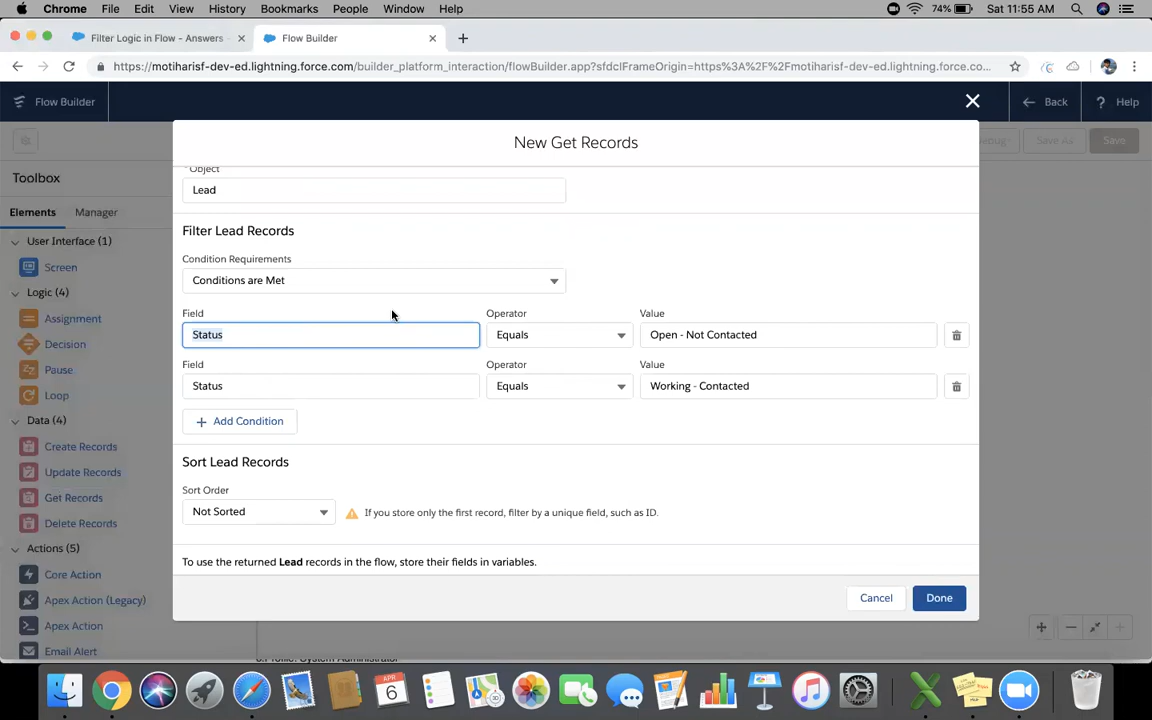 Chrome File Edit View History Bookmarks People Window Help 74% Sat 11:55 AM
Filter Logic in Flow - Answers Flow Builder
https://motiharisf-dev-ed.lightning.force.com/builder_platform_interaction/flowBuilder.app?sfdcIFrameOrigin=https%3A%2F%2Fmotiharisf-dev-ed.lightning.force.co...
Flow Builder Back ? Help
New Get Records
Debug Save As Save
Toolbox
Elements Manager
User Interface (1)
Screen
Logic (4)
Assignment
Decision
Pause
Loop
Data (4)
Create Records
Update Records
Get Records
Delete Records
Actions (5)
Core Action
Apex Action (Legacy)
Apex Action
Email Alert
*Object
Lead
Filter Lead Records
Condition Requirements
Conditions are Met
Field Operator Value
Status Equals Open - Not Contacted
Field Operator Value
Status Equals Working - Contacted
+ Add Condition
Sort Lead Records
Sort Order
Not Sorted If you store only the first record, filter by a unique field, such as ID.
To use the returned Lead records in the flow, store their fields in variables.
Cancel Done
APR
6